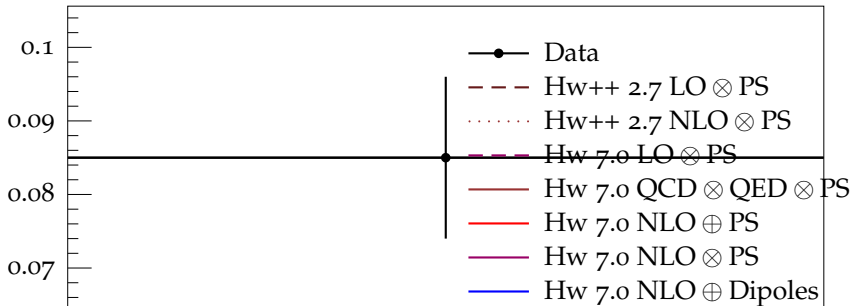 0.1
Data
Hw++ 2.7 LO ⊗ PS
0.09
Hw++ 2.7 NLO ⊗ PS
Hw 7.0 LO ⊗ PS
0.08
Hw 7.0 QCD ⊗ QED ⊗ PS
Hw 7.0 NLO ⊕ PS
Hw 7.0 NLO ⊗ PS
0.07
Hw 7.0 NLO ⊕ Dipoles